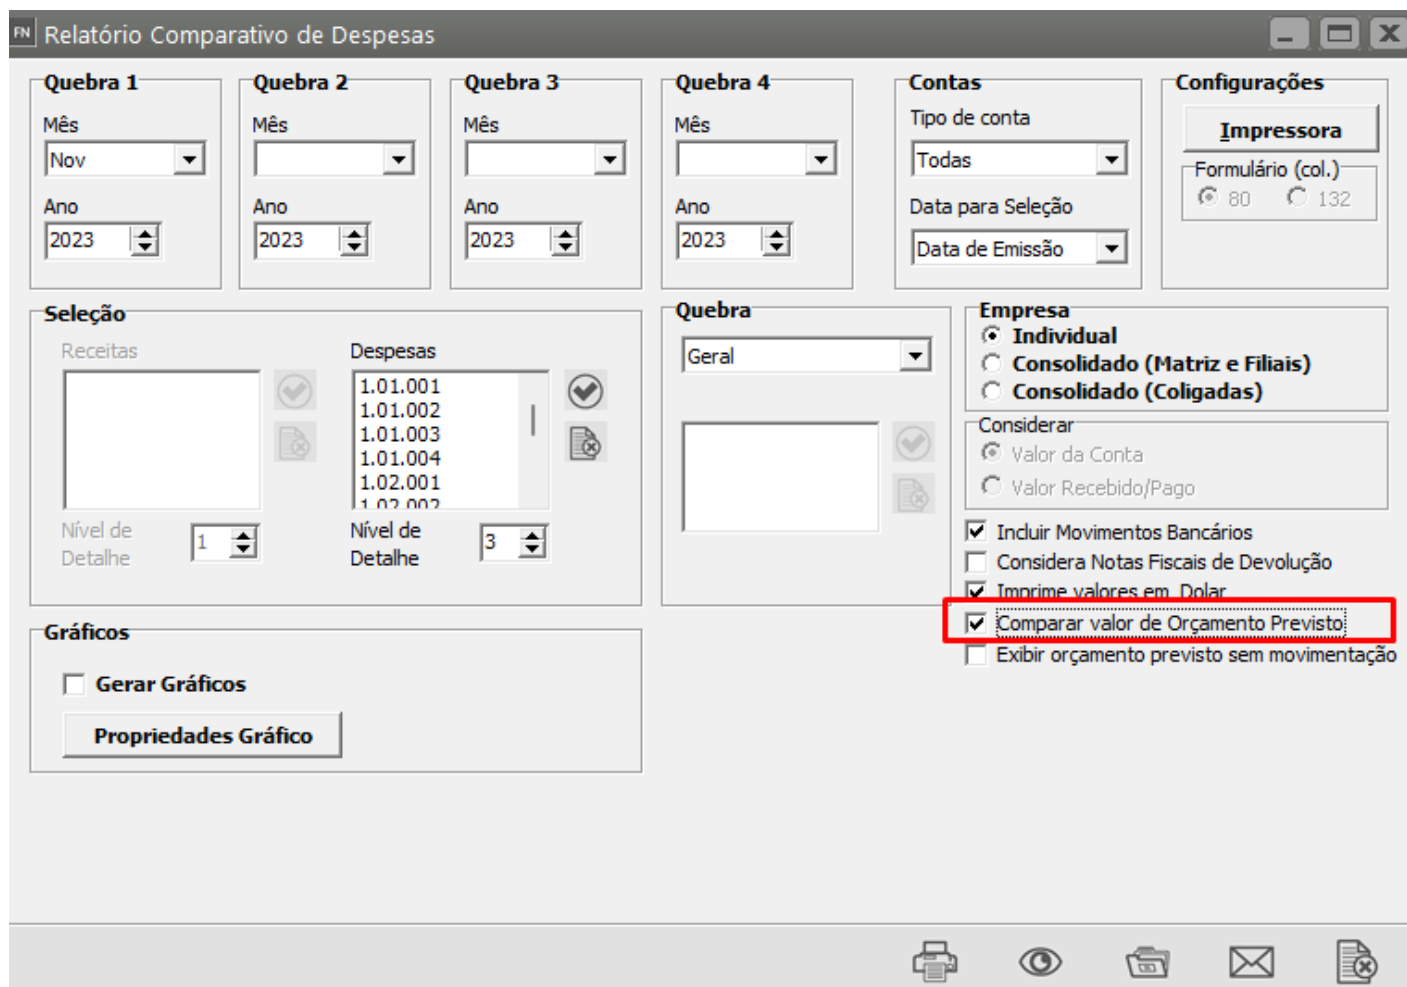 FN Relatório Comparativo de Despesas
Quebra 1
Mês
Nov
Ano
2023
Quebra 2
Mês
Ano
2023
Quebra 3
Mês
Ano
2023
Quebra 4
Mês
Ano
2023
Contas
Tipo de conta
Todas
Data para Seleção
Data de Emissão
Configurações
Impressora
Formulário (col.)
80 132
Seleção
Receitas
Nível de
Detalhe
1
Despesas
1.01.001
1.01.002
1.01.003
1.01.004
1.02.001
1.02.002
Nível de
Detalhe
3
Quebra
Geral
Empresa
Individual
Consolidado (Matriz e Filiais)
Consolidado (Coligadas)
Considerar
Valor da Conta
Valor Recebido/Pago
Incluir Movimentos Bancários
Considera Notas Fiscais de Devolução
Imprime valores em Dolar
Comparar valor de Orçamento Previsto
Exibir orçamento previsto sem movimentação
Gráficos
Gerar Gráficos
Propriedades Gráfico